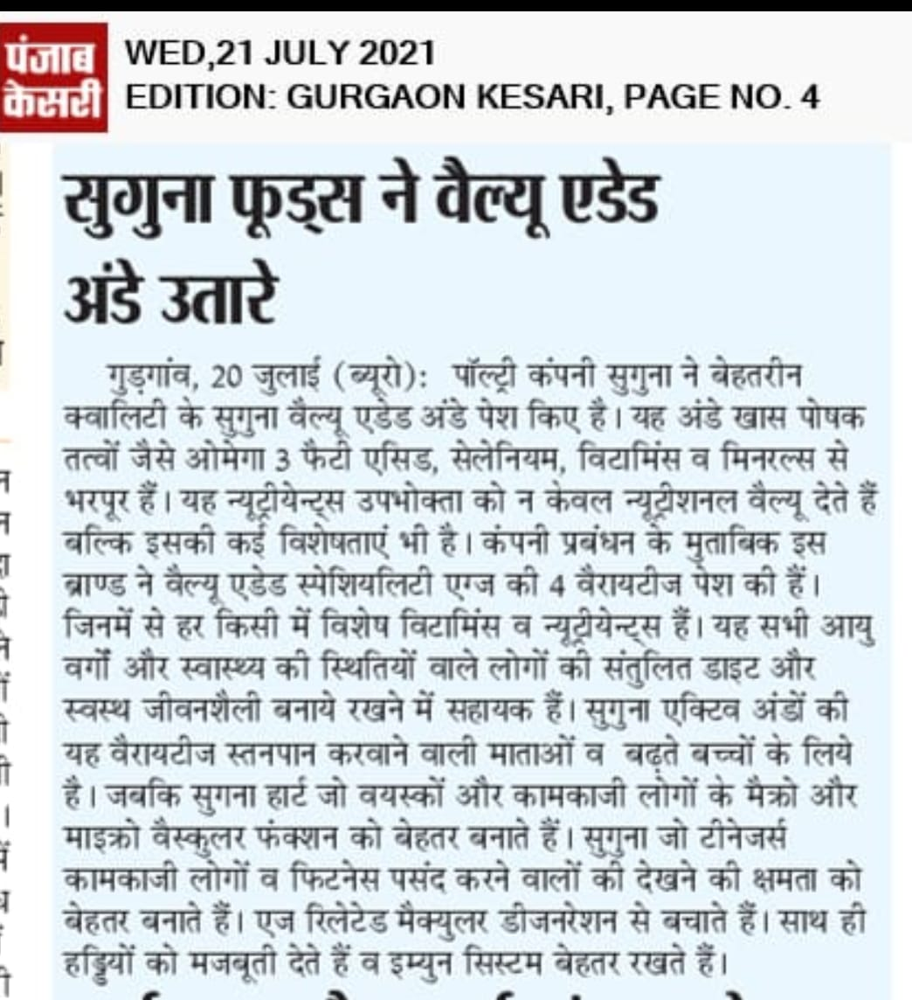 पंजाब
केसरी
WED,21 JULY 2021
EDITION: GURGAON KESARI, PAGE NO. 4
सुगुना फूड्स ने वैल्यू एडेड
अंडे उतारे
गुड़गांव, 20 जुलाई (ब्यूरो): पॉल्ट्री कंपनी सुगुना ने बेहतरीन
क्वालिटी के सुगुना वैल्यू एडेड अंडे पेश किए है। यह अंडे खास पोषक
तत्वों जैसे ओमेगा 3 फैटी एसिड, सेलेनियम, विटामिंस व मिनरल्स से
भरपूर हैं। यह न्यूट्रीयेन्ट्स उपभोक्ता को न केवल न्यूट्रीशनल वैल्यू देते हैं
बल्कि इसकी कई विशेषताएं भी है। कंपनी प्रबंधन के मुताबिक इस
ब्राण्ड ने वैल्यू एडेड स्पेशियलिटी एग्ज की 4 वैरायटीज पेश की हैं।
जिनमें से हर किसी में विशेष विटामिंस व न्यूट्रीयेन्ट्स हैं। यह सभी आयु
वर्गों और स्वास्थ्य की स्थितियों वाले लोगों की संतुलित डाइट और
स्वस्थ जीवनशैली बनाये रखने में सहायक हैं। सुगुना एक्टिव अंडों की
यह वैरायटीज स्तनपान करवाने वाली माताओं व बढ़ते बच्चों के लिये
है। जबकि सुगना हार्ट जो वयस्कों और कामकाजी लोगों के मैक्रो और
माइक्रो वैस्कुलर फंक्शन को बेहतर बनाते हैं। सुगुना जो टीनेजर्स
कामकाजी लोगों व फिटनेस पसंद करने वालों की देखने की क्षमता को
बेहतर बनाते हैं। एज रिलेटेड मैक्युलर डीजनरेशन से बचाते हैं। साथ ही
हड्डियों को मजबूती देते हैं व इम्युन सिस्टम बेहतर रखते हैं।